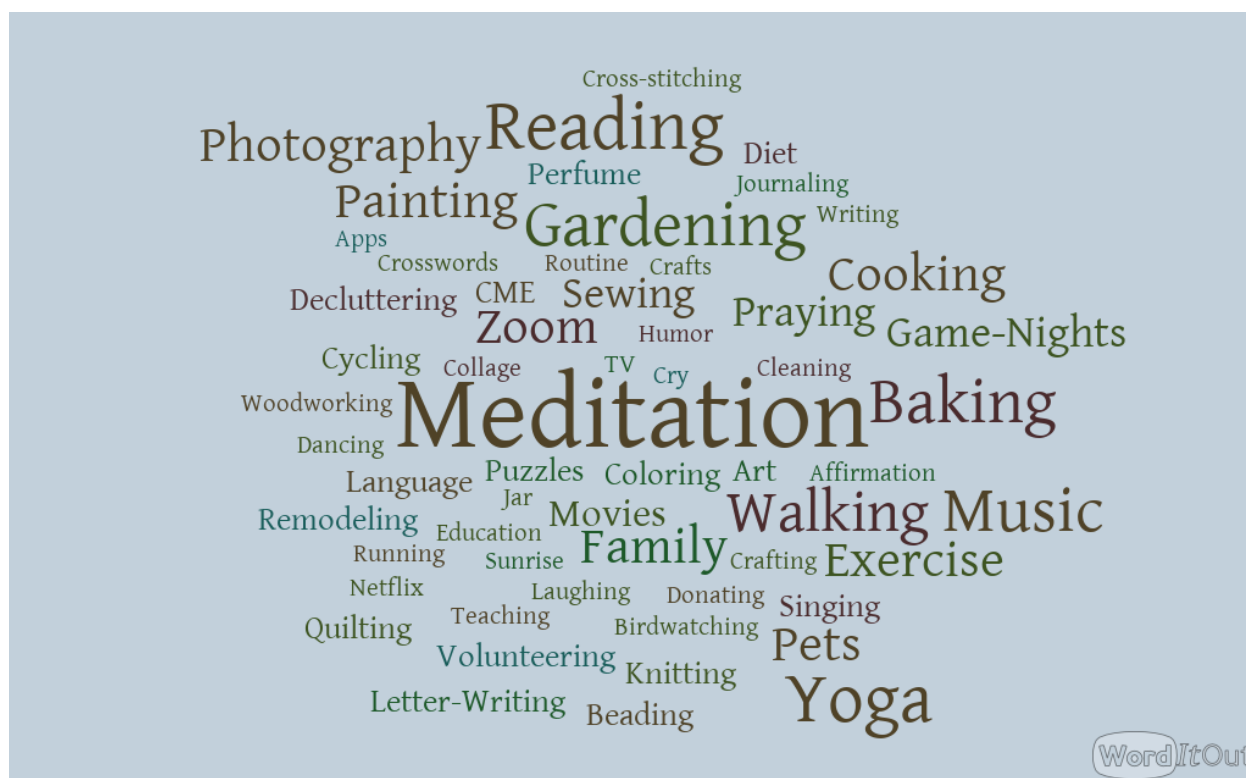 Cross-stitching
Photography Reading
Diet
Perfume
Journaling
Painting
Gardening
Writing
Apps
Crosswords Routine Crafts
Cooking
Decluttering CME Sewing
Praying
Zoom Humor
Game-Nights
Cycling Collage TV Cry Cleaning
Woodworking Meditation Baking
Dancing
Language Puzzles Coloring Art Affirmation
Jar
Remodeling Education Movies Walking Music
Running Sunrise Family Crafting Exercise
Netflix Laughing Donating Singing
Quilting Teaching Birdwatching Pets
Volunteering Knitting
Letter-Writing Beading Yoga
WordItOut